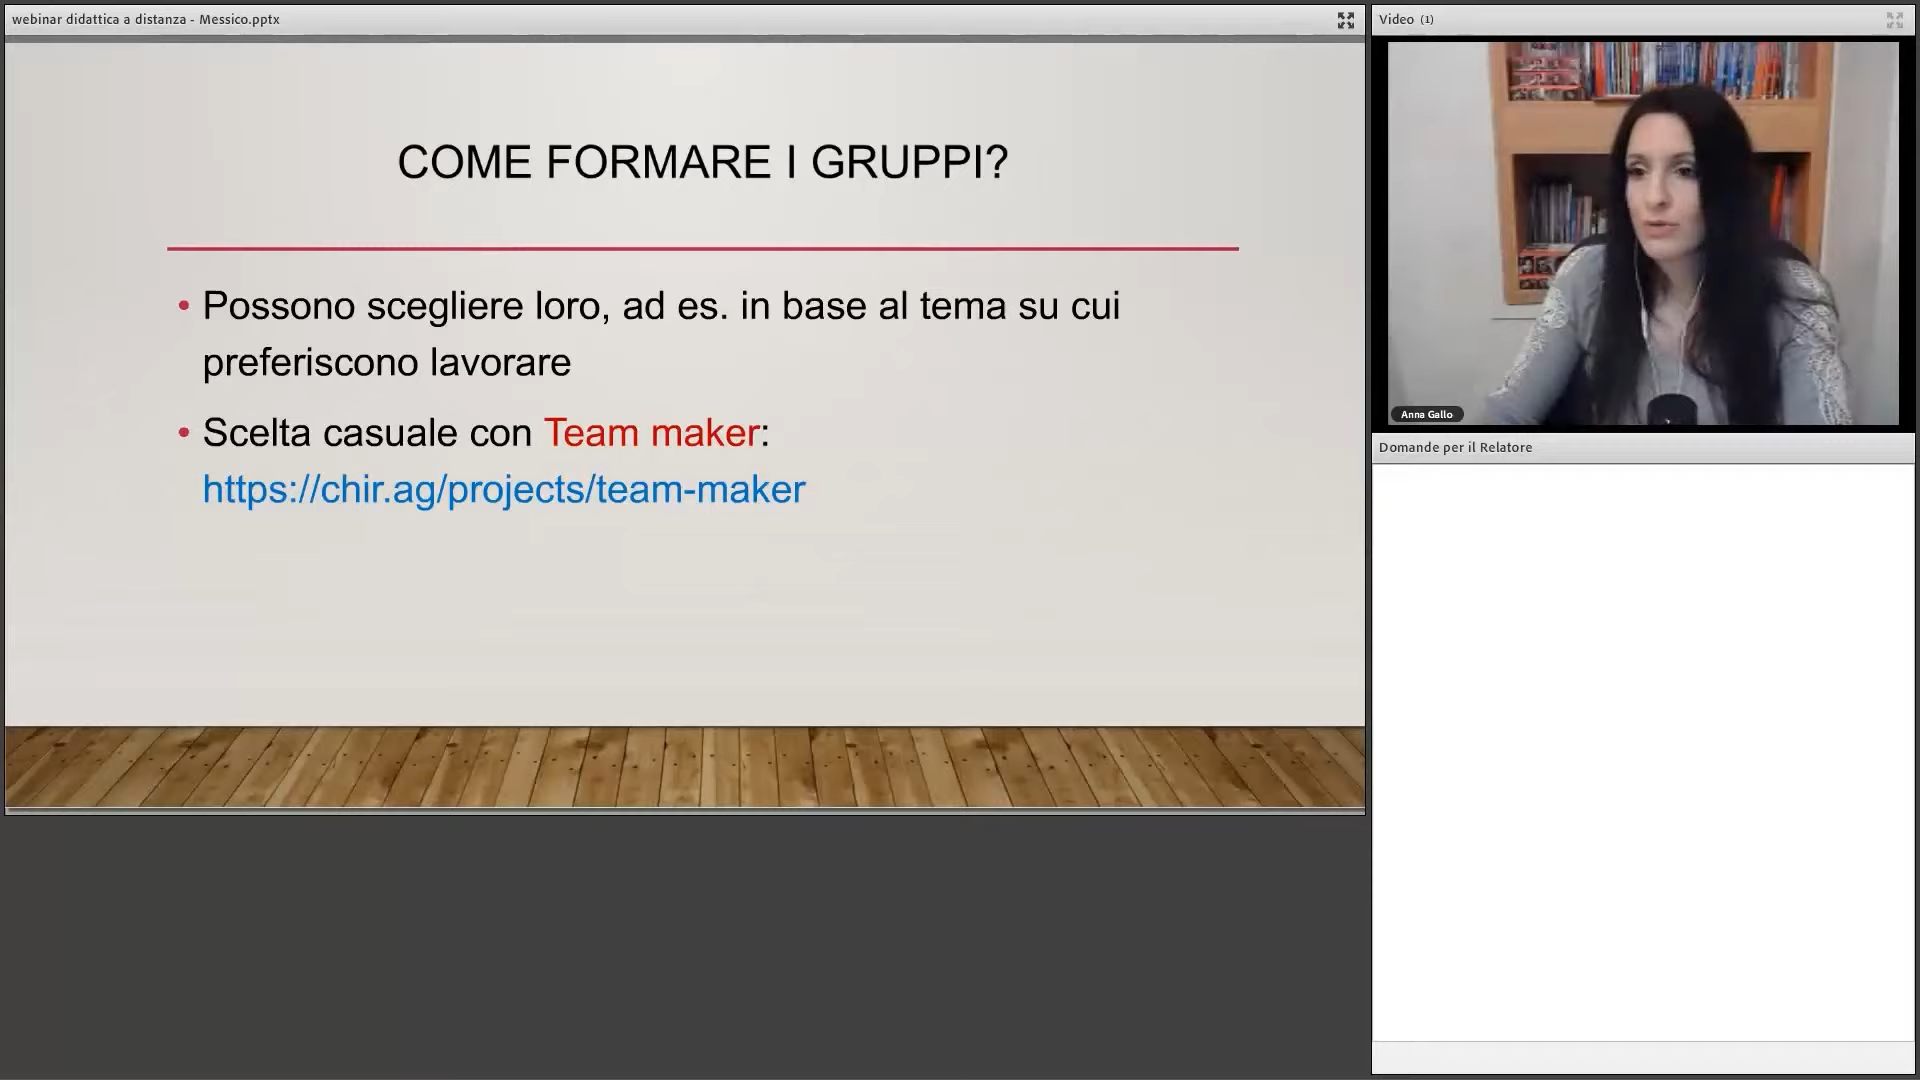 webinar didattica a distanza - Messico.pptx
COME FORMARE I GRUPPI?
• Possono scegliere loro, ad es. in base al tema su cui
preferiscono lavorare
• Scelta casuale con Team maker:
https://chir.ag/projects/team-maker
Video (1)
Anna Gallo
Domande per il Relatore